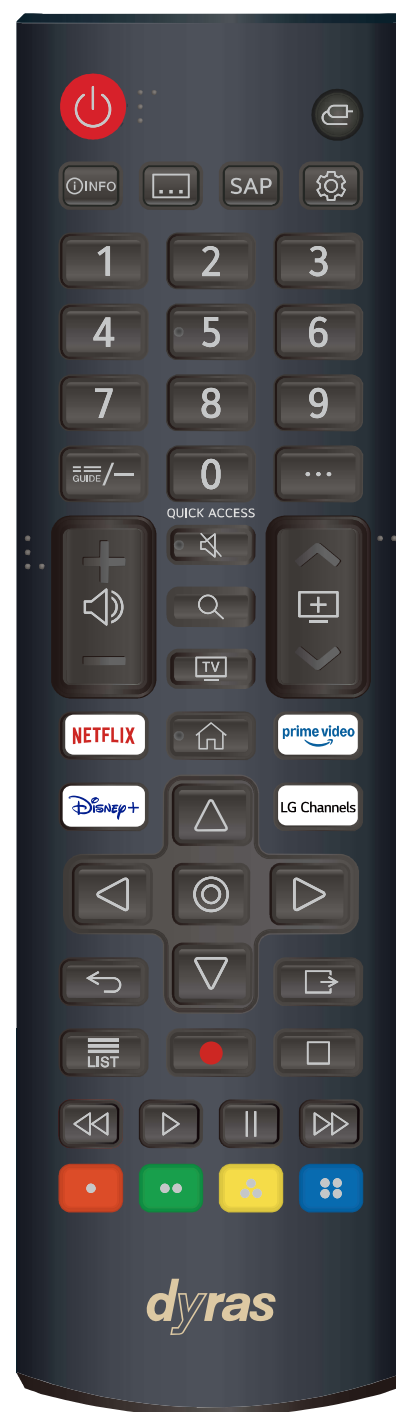 INFO
SAP
1 2 3
4 5 6
7 8 9
GUIDE /— 0 ...
QUICK ACCESS
TV
NETFLIX
prime video
Disney+
LG Channels
LIST
dyras